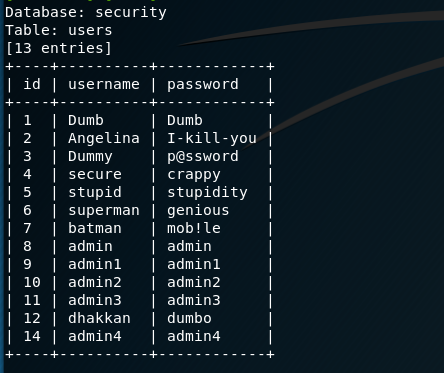 Database: security
Table: users
[13 entries]
+----+----------+------------+
| id | username | password   |
+----+----------+------------+
| 1  | Dumb     | Dumb       |
| 2  | Angelina | I-kill-you |
| 3  | Dummy    | p@ssword   |
| 4  | secure   | crappy     |
| 5  | stupid   | stupidity  |
| 6  | superman | genious    |
| 7  | batman   | mob!le     |
| 8  | admin    | admin      |
| 9  | admin1   | admin1     |
| 10 | admin2   | admin2     |
| 11 | admin3   | admin3     |
| 12 | dhakkan  | dumbo      |
| 14 | admin4   | admin4     |
+----+----------+------------+